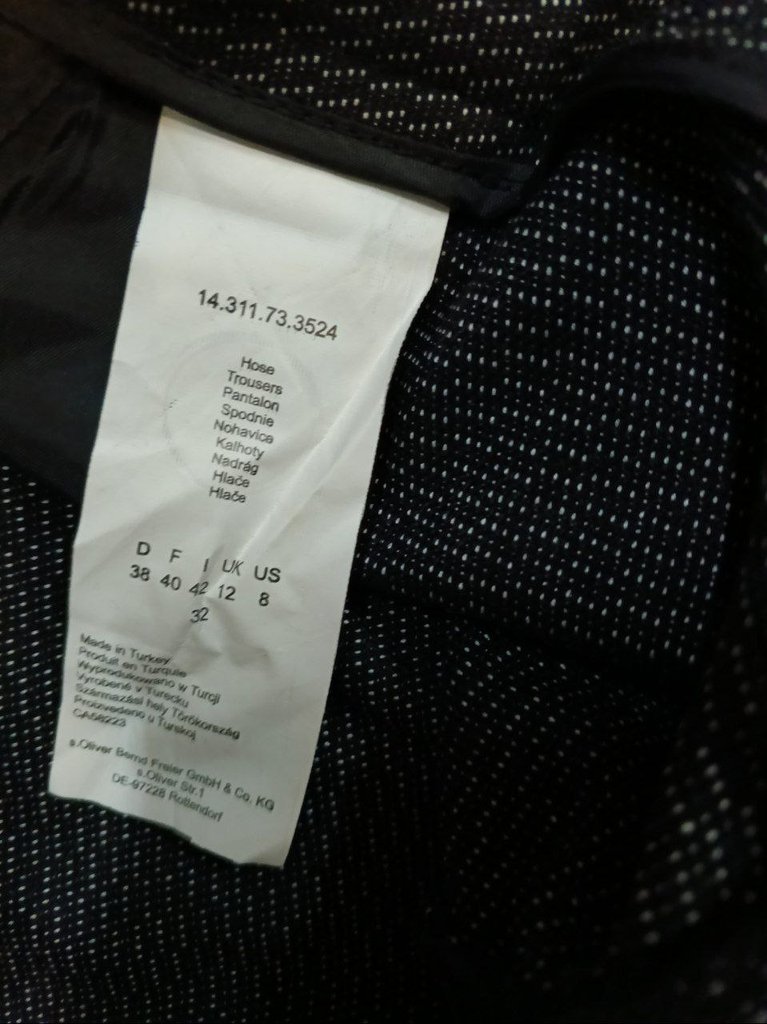 14.311.73.3524
Hose
Trousers
Pantalon
Spodnie
Nohavice
Kalhoty
Nadrág
Hlače
Hlače
D F I UK US
38 40 42 12 8
32
Made in Turkey
Produit en Turquie
Wyprodukowano w Turcji
Vyrobené v Turecku
Származási hely Törökország
Proizvedeno u Turskoj
CA08223
s.Oliver Bernd Freier GmbH & Co. KG
s.Oliver Str.1
DE-97228 Rottendorf